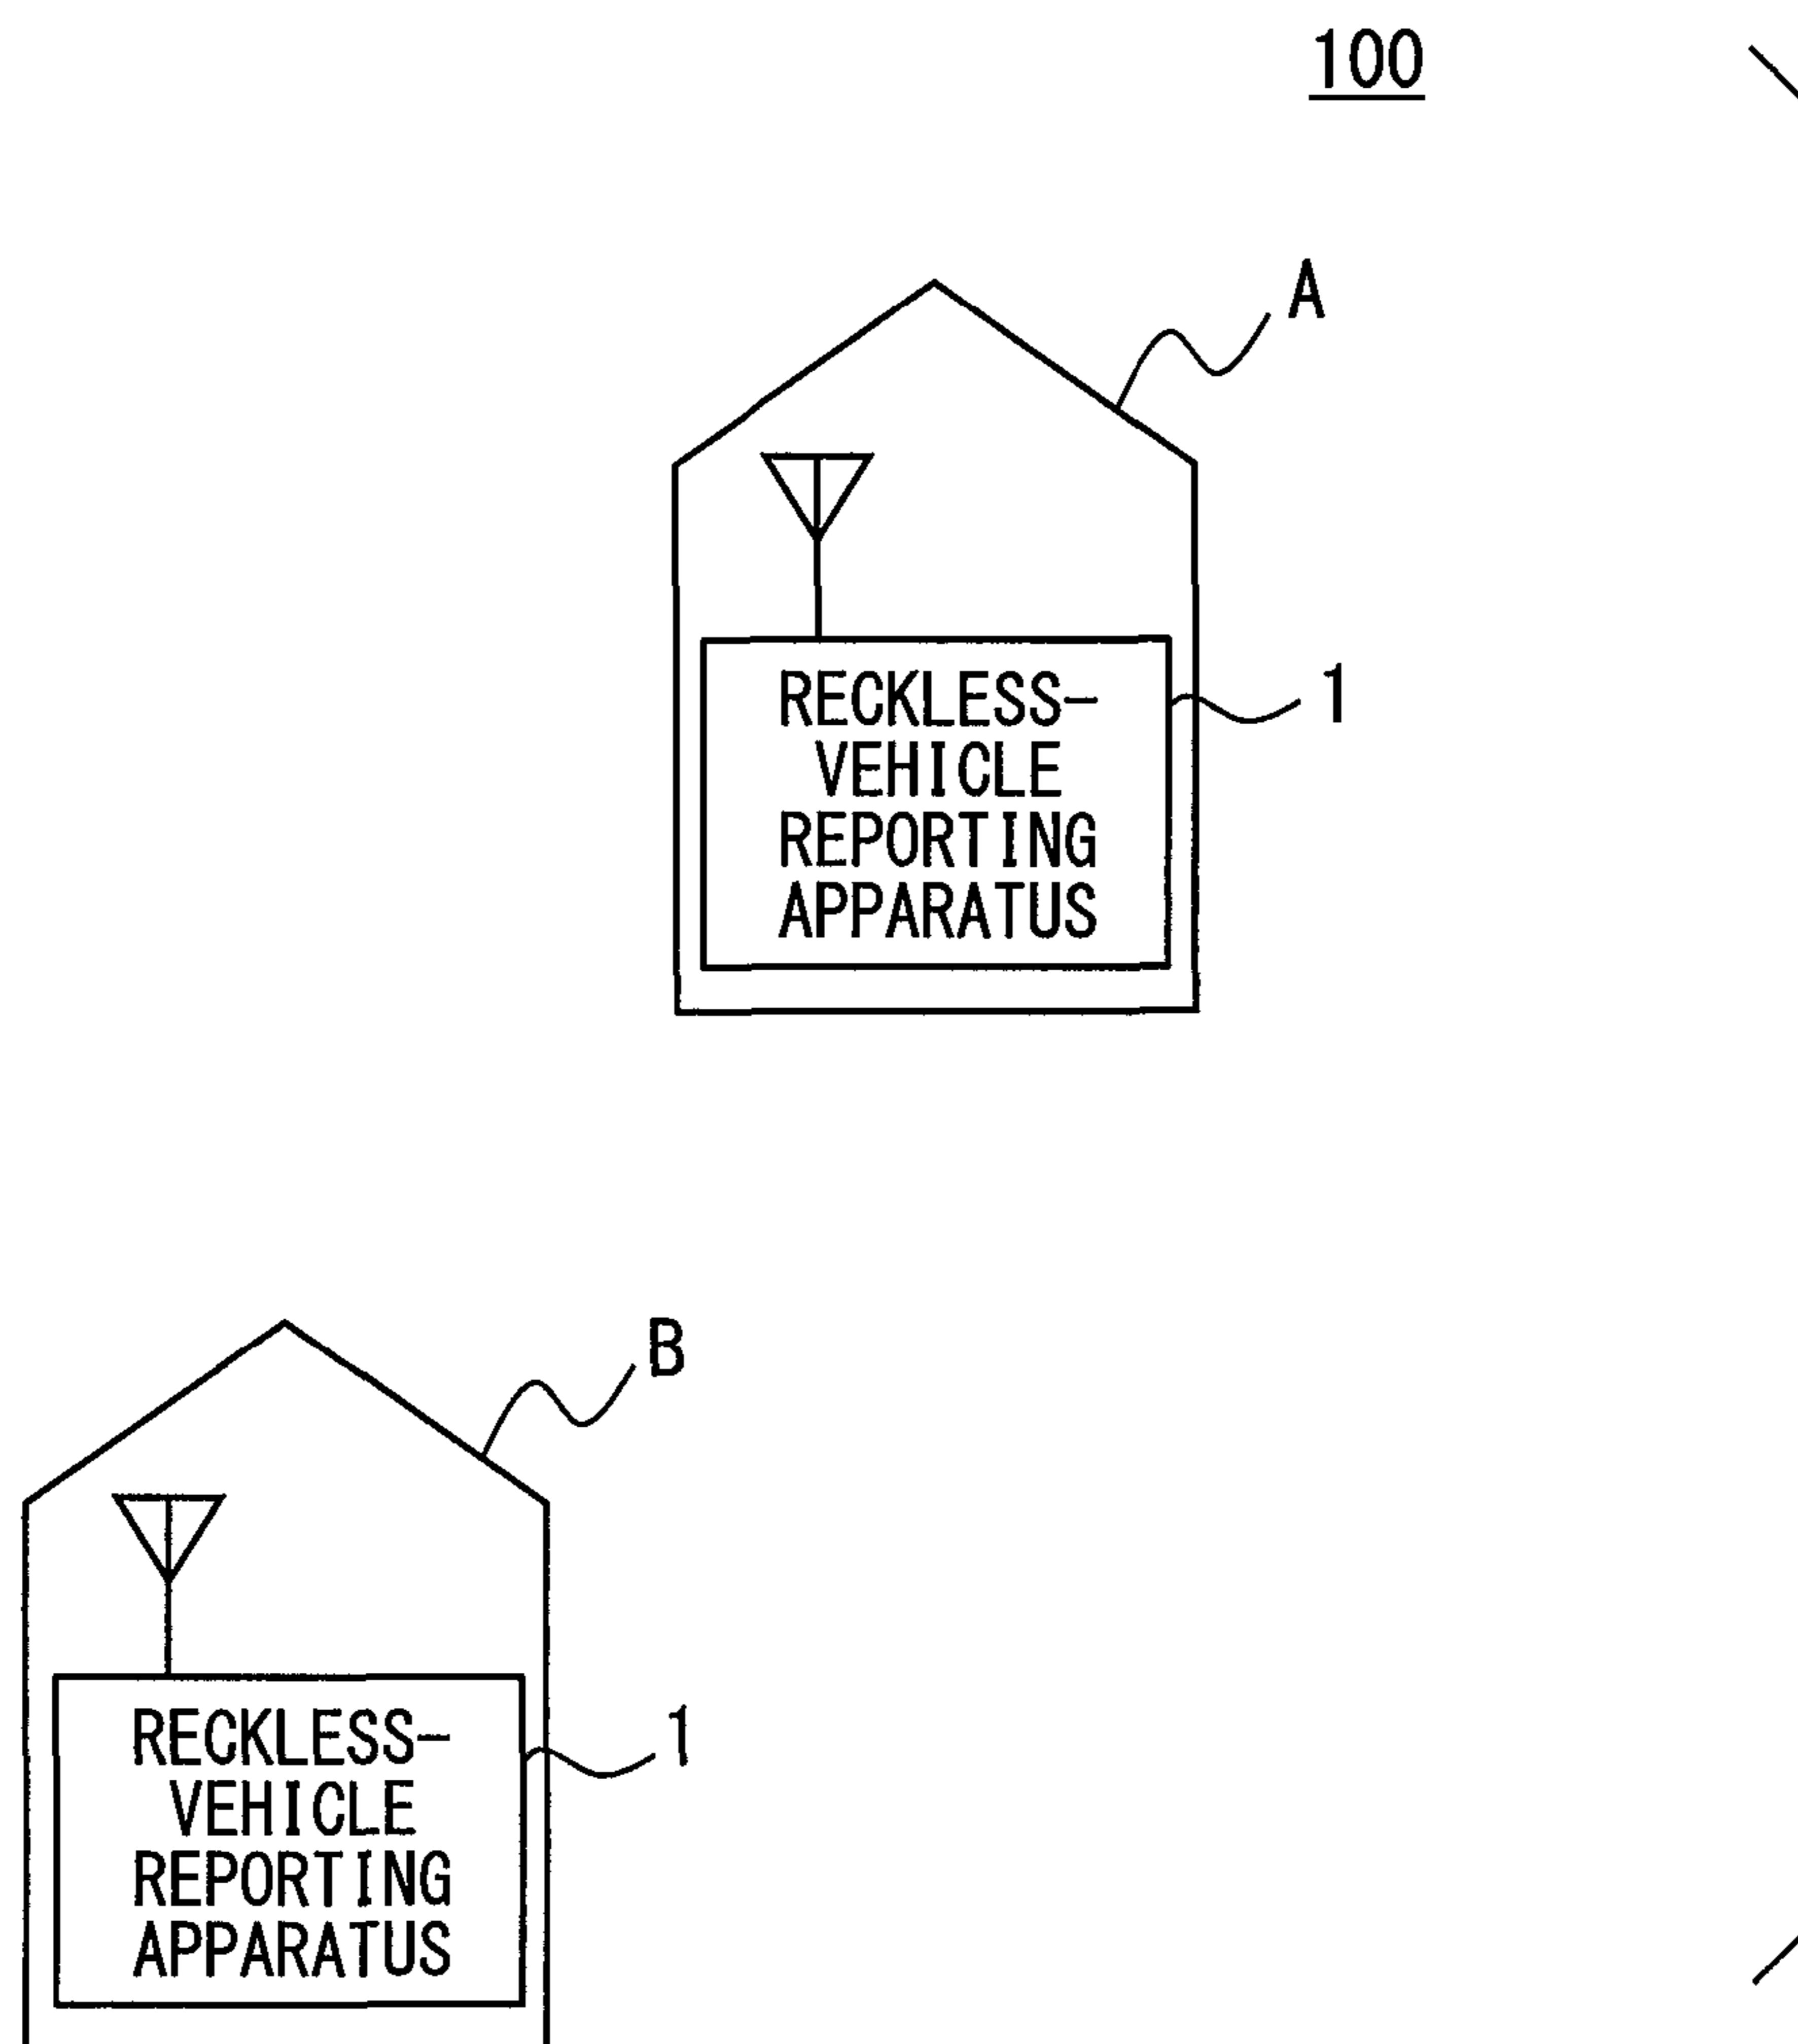 100
A
RECKLESS-
VEHICLE
REPORTING
APPARATUS
1
B
RECKLESS-
VEHICLE
REPORTING
APPARATUS
1